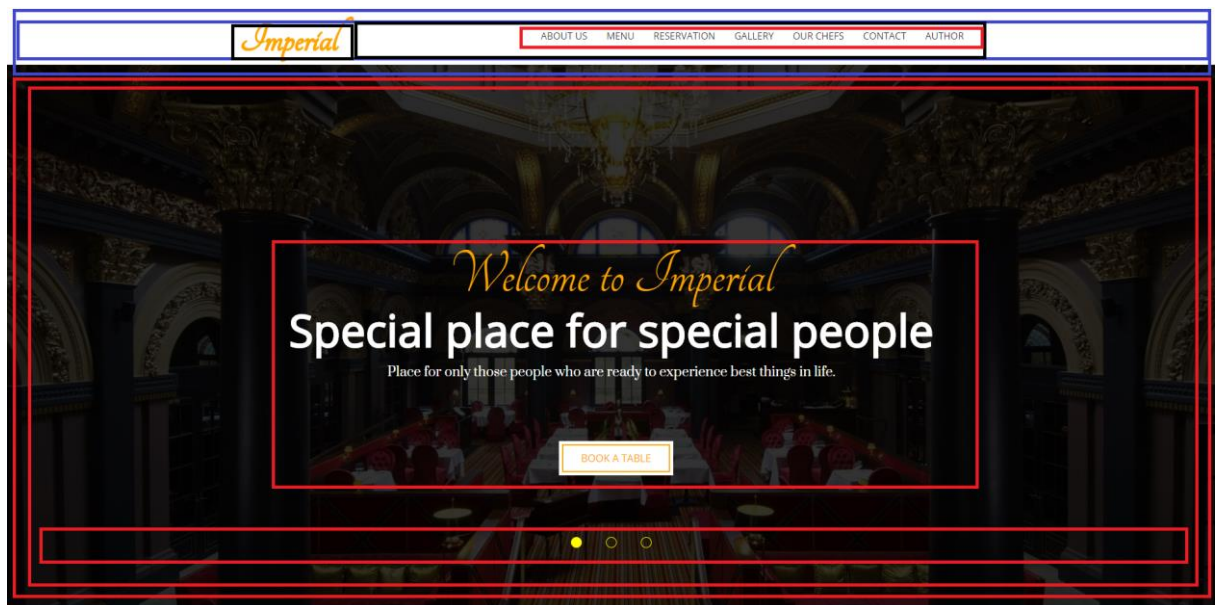 Imperial
ABOUT US MENU RESERVATION GALLERY OUR CHEFS CONTACT AUTHOR
Welcome to Imperial
Special place for special people
Place for only those people who are ready to experience best things in life.
BOOK A TABLE